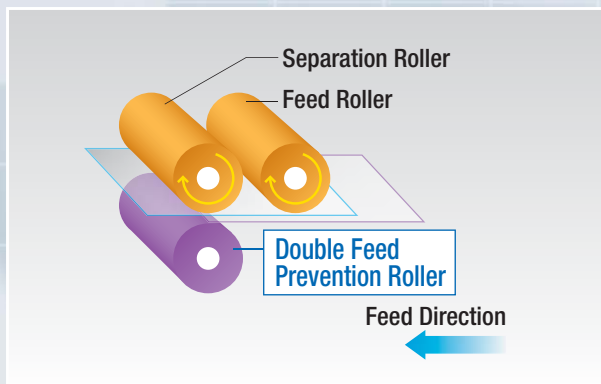 Separation Roller
Feed Roller
Double Feed
Prevention Roller
Feed Direction